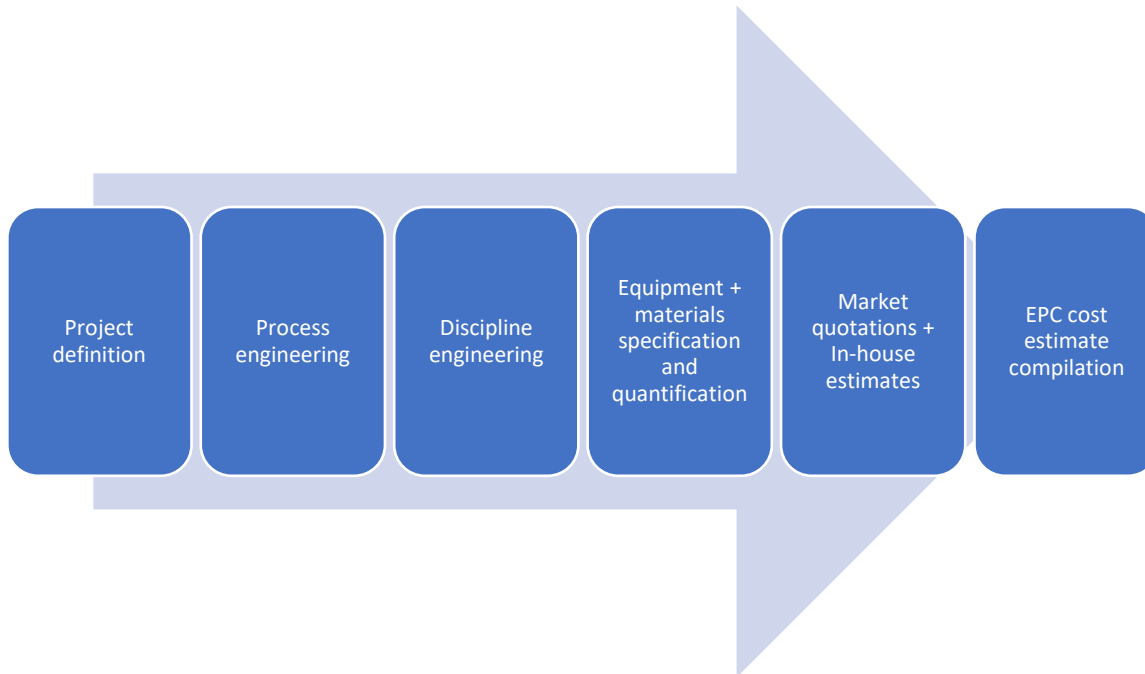 Project
definition
Process
engineering
Discipline
engineering
Equipment +
materials
specification
and
quantification
Market
quotations +
In-house
estimates
EPC cost
estimate
compilation